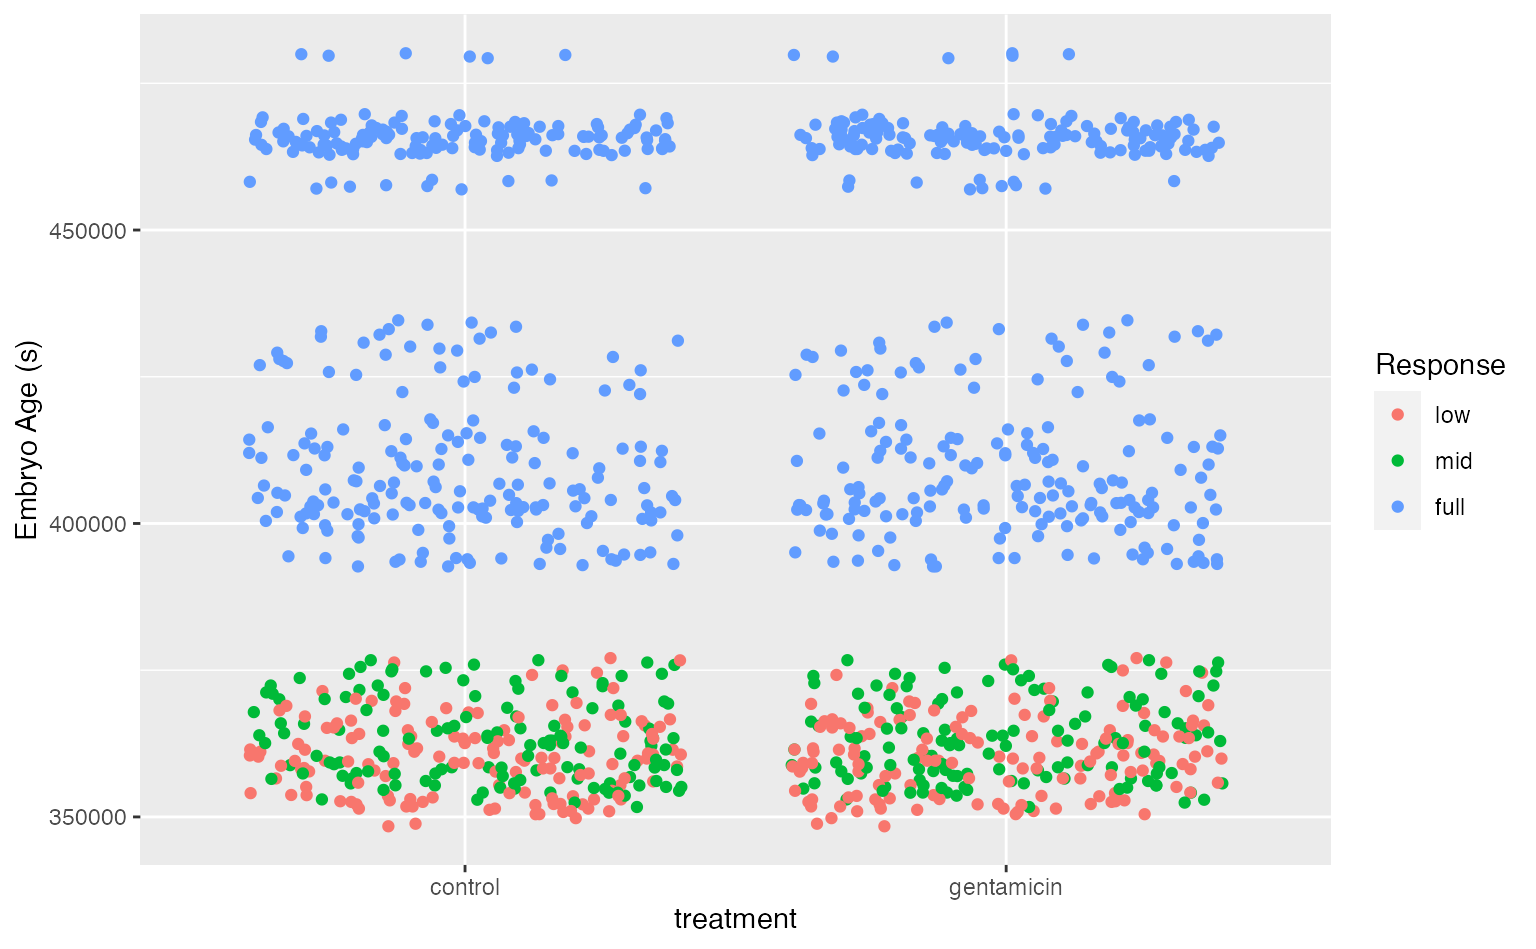 450000
400000
350000
Embryo Age (s)
control
gentamicin
treatment
Response
low
mid
full